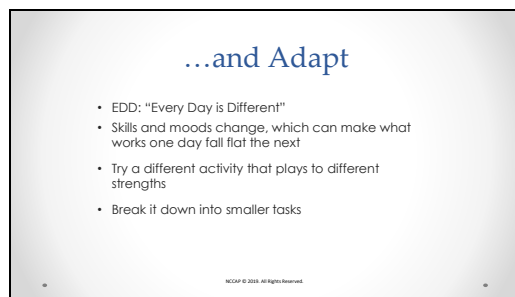 …and Adapt
• EDD: “Every Day is Different”
• Skills and moods change, which can make what
works one day fall flat the next
• Try a different activity that plays to different
strengths
• Break it down into smaller tasks
NCCAP © 2019. All Rights Reserved.